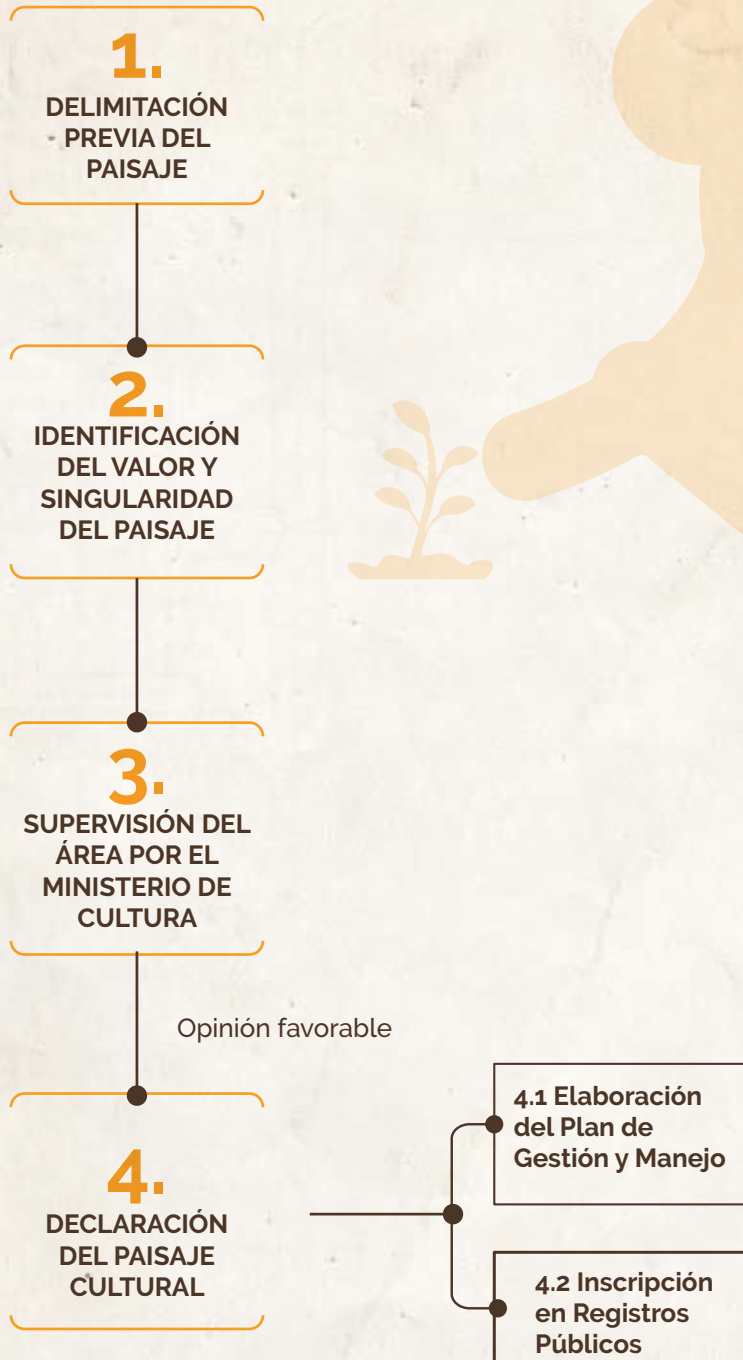 1.
DELIMITACIÓN
PREVIA DEL
PAISAJE
2.
IDENTIFICACIÓN
DEL VALOR Y
SINGULARIDAD
DEL PAISAJE
3.
SUPERVISIÓN DEL
ÁREA POR EL
MINISTERIO DE
CULTURA
Opinión favorable
4.
DECLARACIÓN
DEL PAISAJE
CULTURAL
4.1 Elaboración
del Plan de
Gestión y Manejo
4.2 Inscripción
en Registros
Públicos